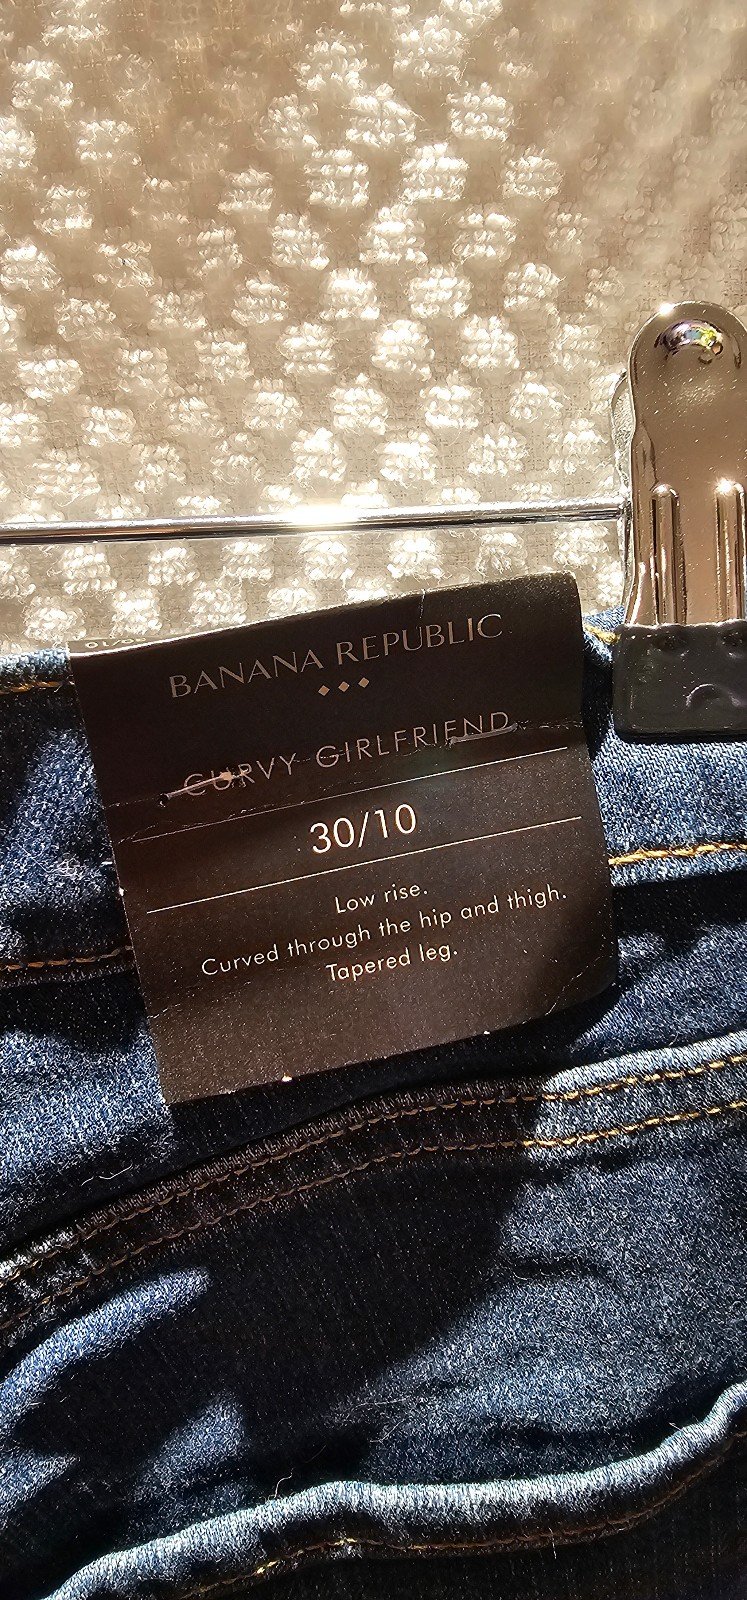 BANANA REPUBLIC
CURVY GIRLFRIEND
30/10
Low rise.
Curved through the hip and thigh.
Tapered leg.